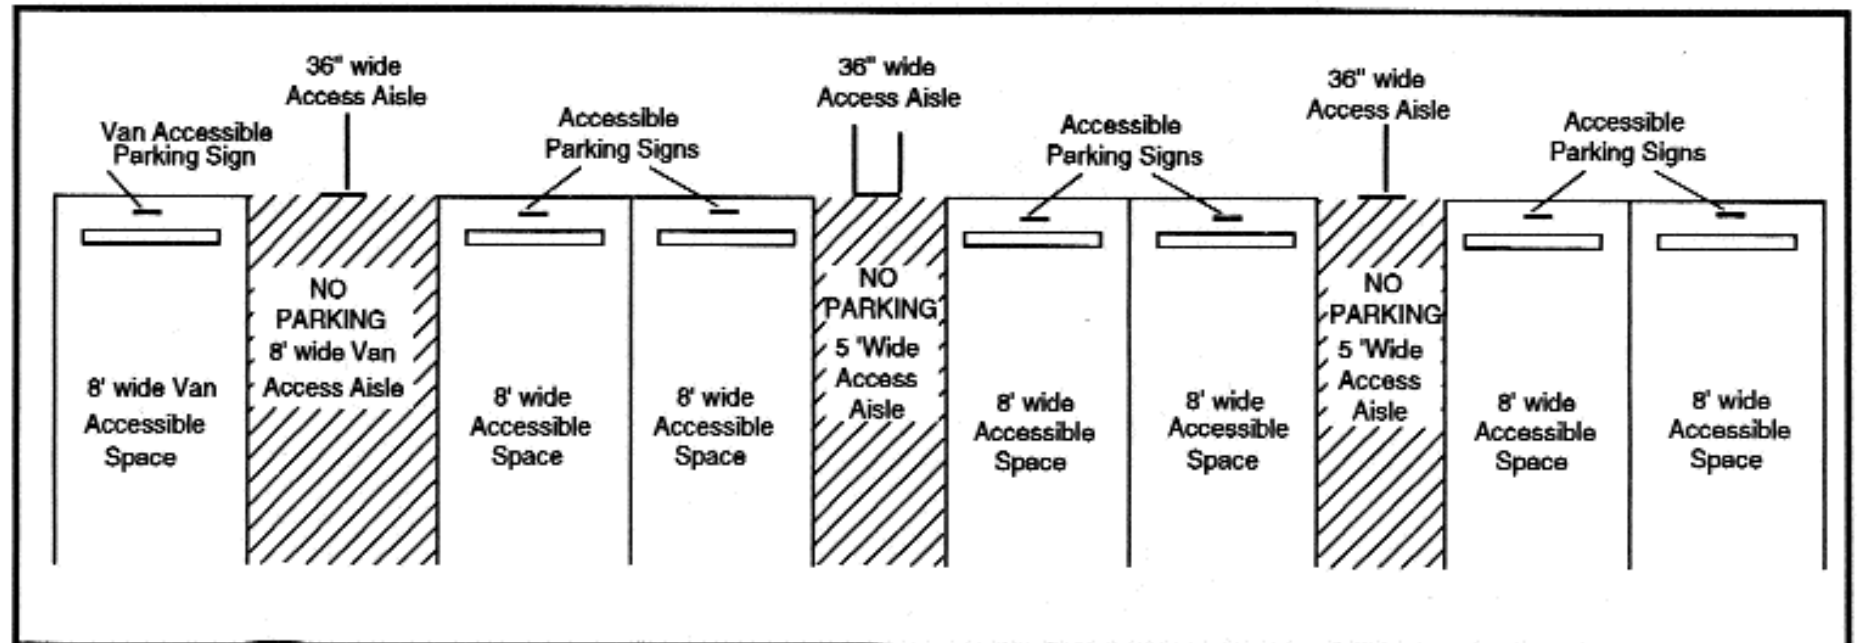 36" wide
Access Aisle
36" wide
Access Aisle
36" wide
Access Aisle
Van Accessible
Parking Sign
Accessible
Parking Signs
Accessible
Parking Signs
Accessible
Parking Signs
8' wide Van
Accessible
Space
NO
PARKING
8' wide Van
Access Aisle
8' wide
Accessible
Space
8' wide
Accessible
Space
NO
PARKING
5 'Wide
Access
Aisle
8' wide
Accessible
Space
8' wide
Accessible
Space
NO
PARKING
5 'Wide
Access
Aisle
8' wide
Accessible
Space
8' wide
Accessible
Space